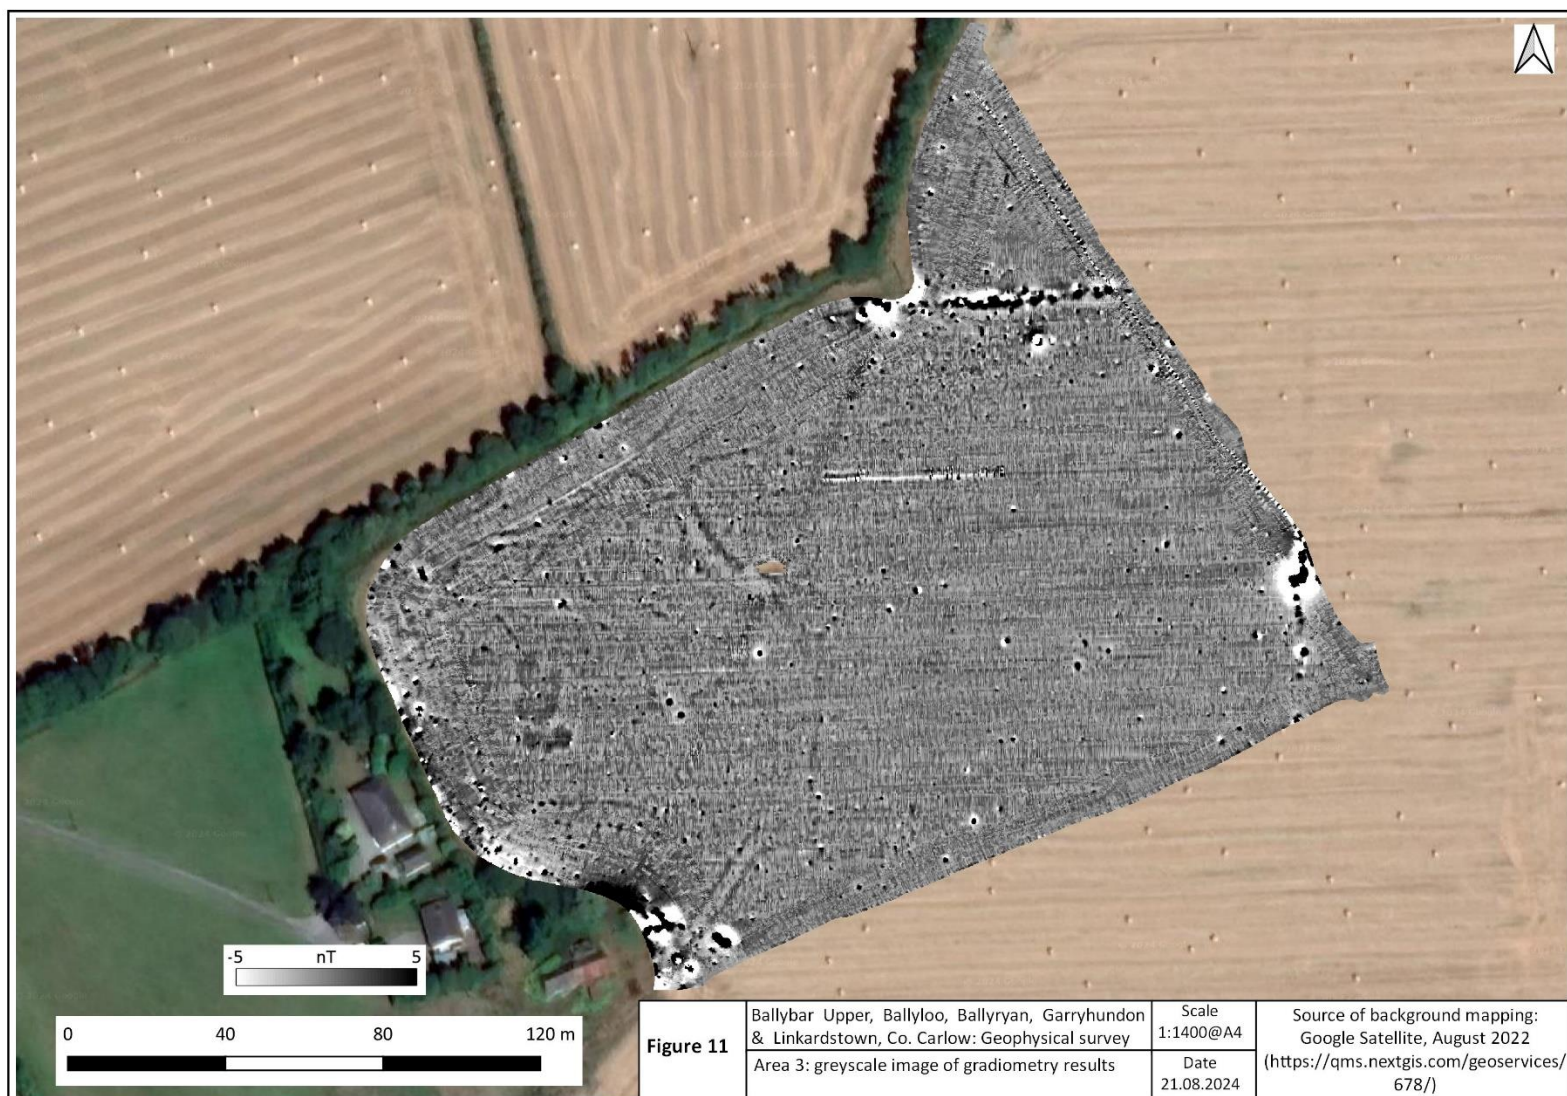 -5 nT 5
0 40 80 120 m
Figure 11
Ballybar Upper, Ballyloo, Ballyryan, Garryhundon
& Linkardstown, Co. Carlow: Geophysical survey
Area 3: greyscale image of gradiometry results
Scale
1:1400@A4
Date
21.08.2024
Source of background mapping:
Google Satellite, August 2022
(https://qms.nextgis.com/geoservices/
678/)